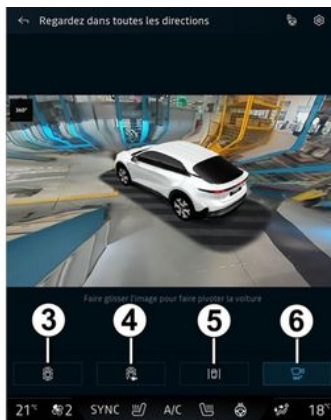 Regardez dans toutes les directions
360°
Faire glisser l'image pour faire pivoter la voiture
3
4
5
6
21° 2 SYNC A/C 18°